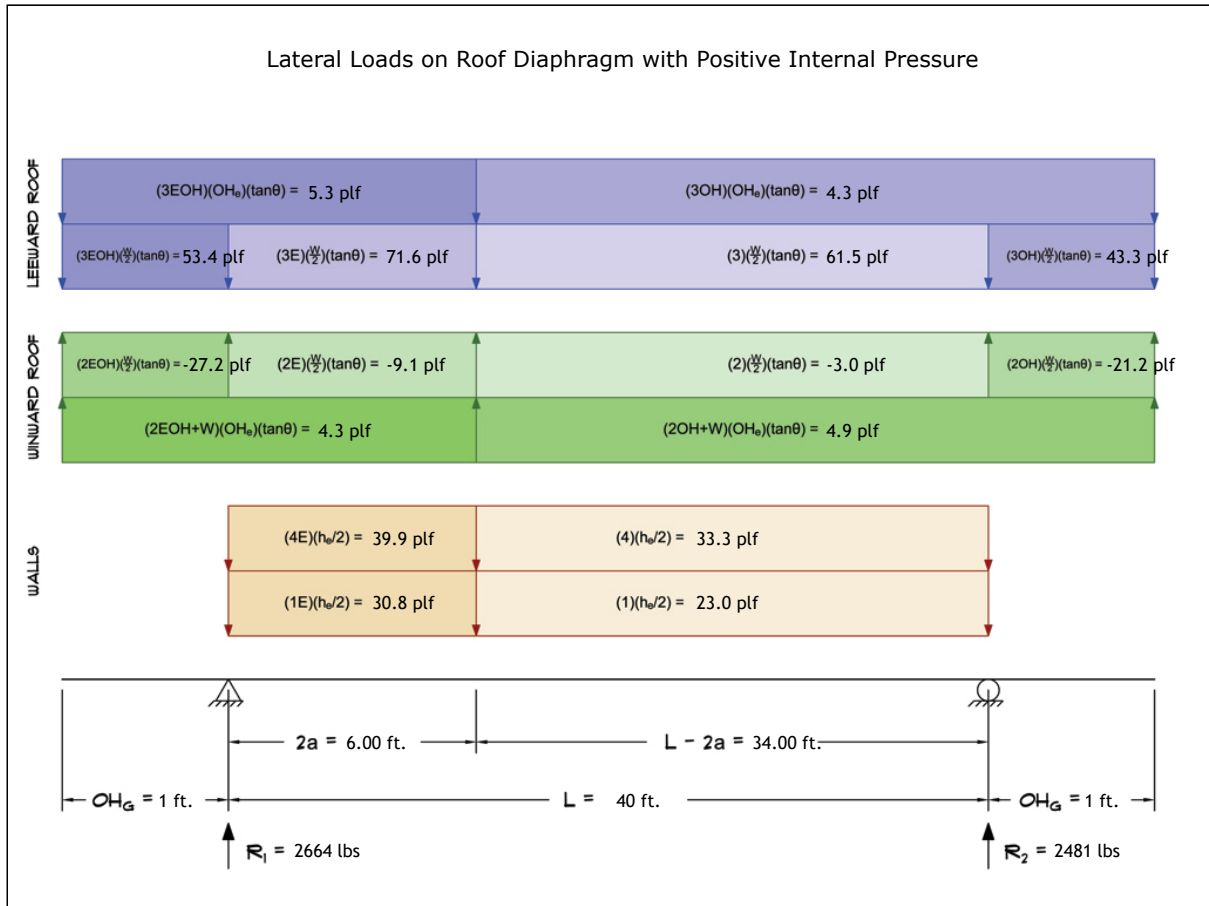 Lateral Loads on Roof Diaphragm with Positive Internal Pressure
LEEWARD ROOF
(3EOH)(OHₑ)(tanθ) = 5.3 plf
(3OH)(OHₑ)(tanθ) = 4.3 plf
(3EOH)(W/2)(tanθ) = 53.4 plf
(3E)(W/2)(tanθ) = 71.6 plf
(3)(W/2)(tanθ) = 61.5 plf
(3OH)(W/2)(tanθ) = 43.3 plf
WINWARD ROOF
(2EOH)(W/2)(tanθ) = -27.2 plf
(2E)(W/2)(tanθ) = -9.1 plf
(2)(W/2)(tanθ) = -3.0 plf
(2OH)(W/2)(tanθ) = -21.2 plf
(2EOH+W)(OHₑ)(tanθ) = 4.3 plf
(2OH+W)(OHₑ)(tanθ) = 4.9 plf
WALLS
(4E)(hₑ/2) = 39.9 plf
(4)(hₑ/2) = 33.3 plf
(1E)(hₑ/2) = 30.8 plf
(1)(hₑ/2) = 23.0 plf
2a = 6.00 ft.
L - 2a = 34.00 ft.
OH_G = 1 ft.
L = 40 ft.
OH_G = 1 ft.
R₁ = 2664 lbs
R₂ = 2481 lbs